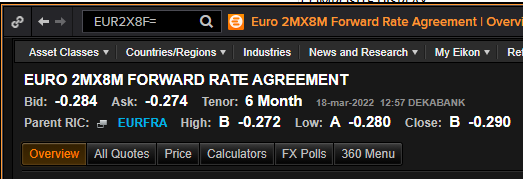 EUR2X8F= Euro 2MX8M Forward Rate Agreement | Overvi
Asset Classes Countries/Regions Industries News and Research My Eikon Ref
EURO 2MX8M FORWARD RATE AGREEMENT
Bid: -0.284 Ask: -0.274 Tenor: 6 Month 18-mar-2022 12:57 DEKABANK
Parent RIC: EURFRA High: B -0.272 Low: A -0.280 Close: B -0.290
Overview All Quotes Price Calculators FX Polls 360 Menu